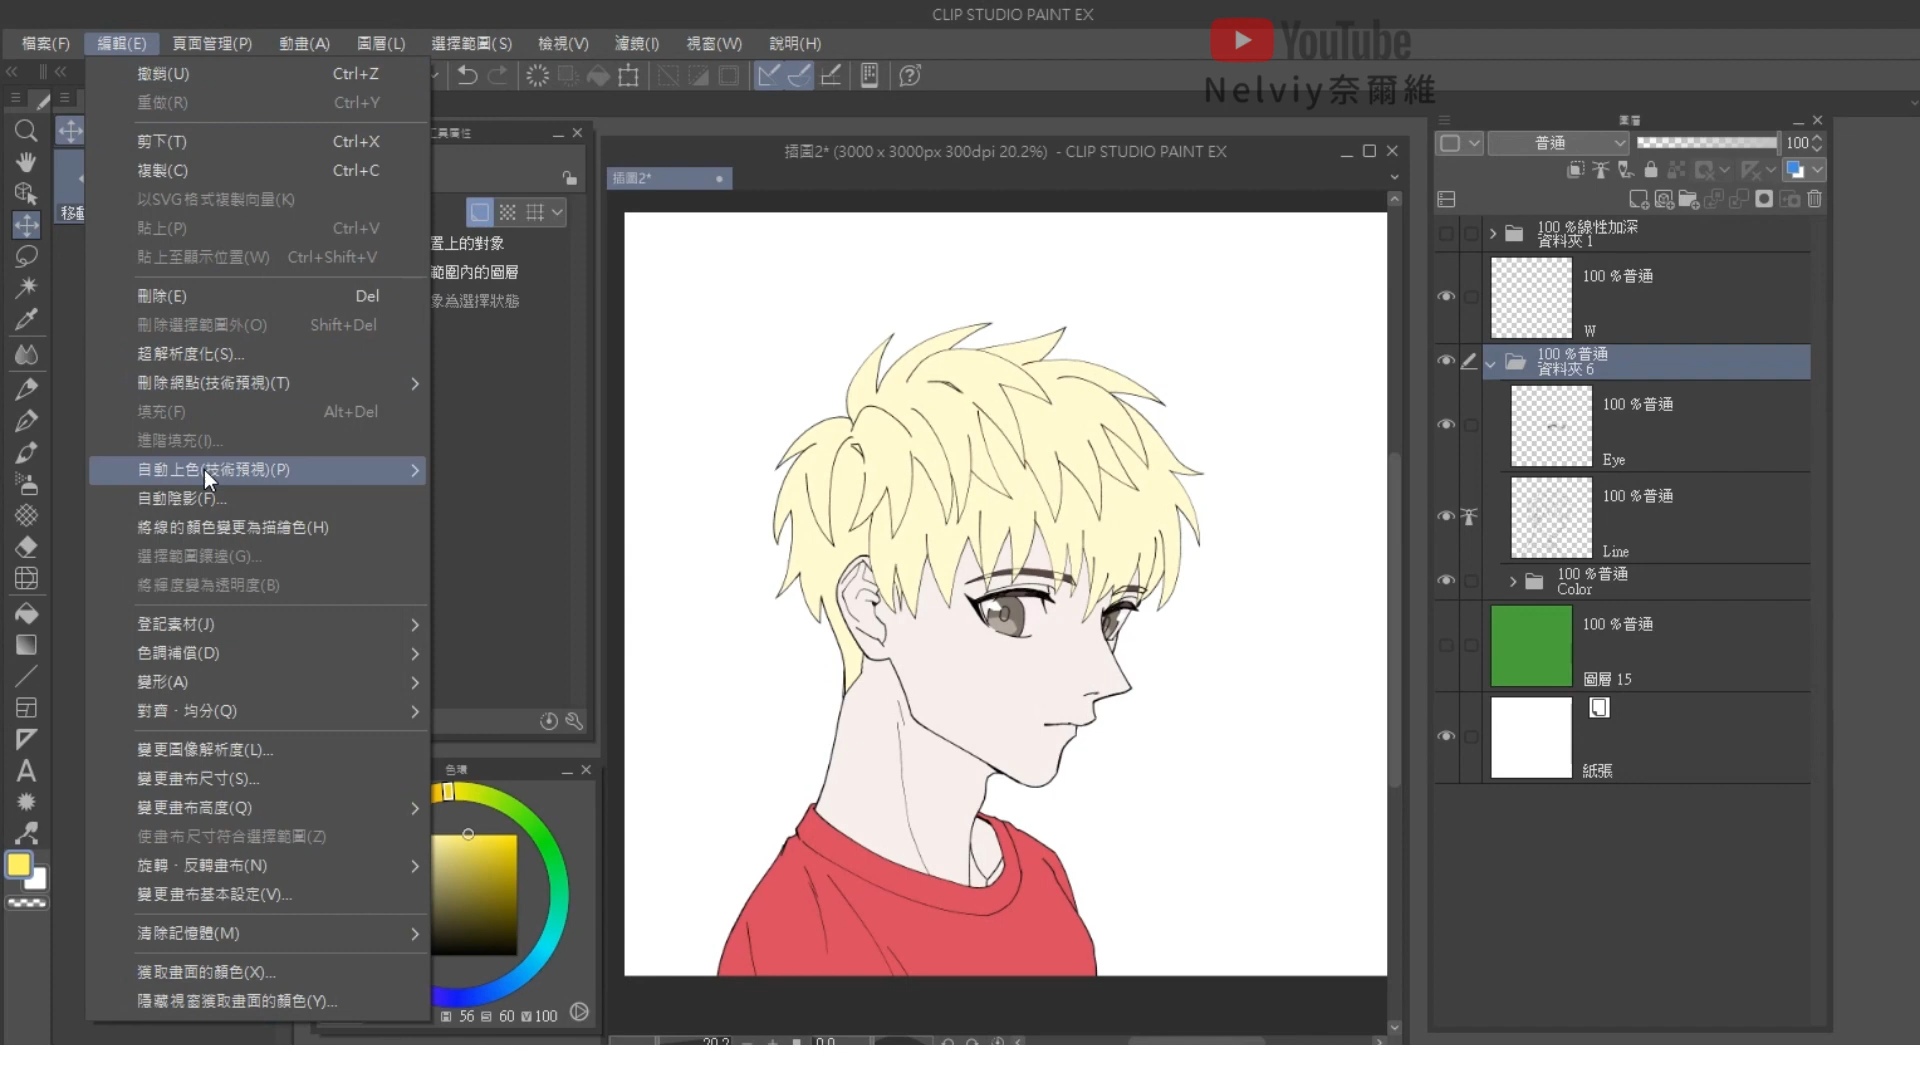 CLIP STUDIO PAINT EX
檔案(F) 編輯(E) 頁面管理(P) 動畫(A) 圖層(L) 選擇範圍(S) 檢視(V) 濾鏡(I) 視窗(W) 說明(H)
YouTube
Nelviy奈爾維
撤銷(U) Ctrl+Z
重做(R) Ctrl+Y
剪下(T) Ctrl+X
複製(C) Ctrl+C
以SVG格式複製向量(K)
貼上(P) Ctrl+V
貼上至顯示位置(W) Ctrl+Shift+V
刪除(E) Del
刪除選擇範圍外(O) Shift+Del
超解析度化(S)...
刪除網點(技術預視)(T)
填充(F) Alt+Del
進階填充(I)...
自動上色(技術預視)(P)
自動陰影(F)...
將線的顏色變更為描繪色(H)
選擇範圍鑲邊(G)...
將輝度變為透明度(B)
登記素材(J)
色調補償(D)
變形(A)
對齊‧均分(Q)
變更圖像解析度(L)...
變更畫布尺寸(S)...
變更畫布高度(Q)
使畫布尺寸符合選擇範圍(Z)
旋轉‧反轉畫布(N)
變更畫布基本設定(V)...
清除記憶體(M)
獲取畫面的顏色(X)...
隱藏視窗獲取畫面的顏色(Y)...
移動
工具屬性
置上的對象
範圍內的圖層
象為選擇狀態
色環
H 56 S 60 V 100
插圖2* (3000 x 3000px 300dpi 20.2%) - CLIP STUDIO PAINT EX
插圖2*
20.2
0.0
圖層
普通 100
100 %線性加深
資料夾 1
100 %普通
W
100 %普通
資料夾 6
100 %普通
Eye
100 %普通
Line
100 %普通
Color
100 %普通
圖層 15
紙張